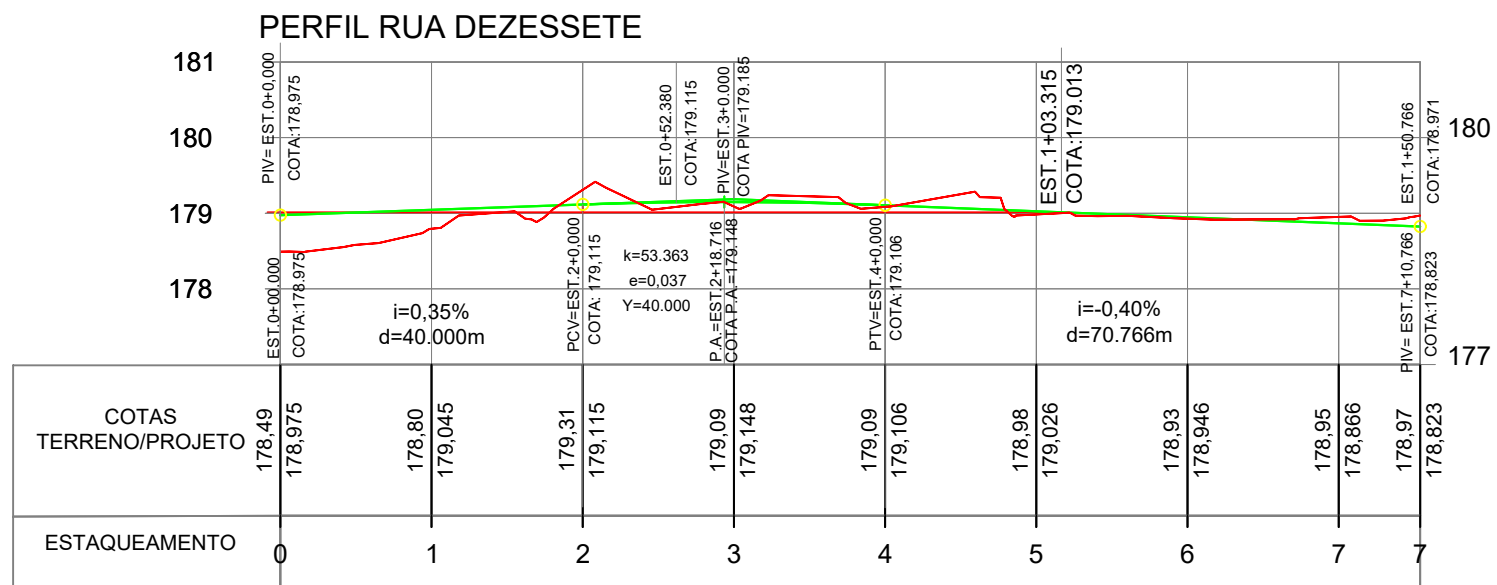 PERFIL RUA DEZESSETE
181
180
179
178
180
177
PIV= EST.0+0,000
COTA:178,975
EST.0+00.000
COTA:178.975
i=0,35%
d=40.000m
PCV=EST.2+0,000
COTA: 179,115
k=53.363
e=0,037
Y=40.000
EST.0+52.380
COTA:179.115
PIV=EST.3+0.000
COTA PIV=179.185
P.A.=EST.2+18.716
COTA P.A.=179.148
PTV=EST.4+0,000
COTA:179.106
EST.1+03.315
COTA:179.013
i=-0,40%
d=70.766m
EST.1+50.766
COTA:178.971
PIV= EST.7+10,766
COTA:178,823
COTAS
TERRENO/PROJETO
178,49
178,975
178,80
179,045
179,31
179,115
179,09
179,148
179,09
179,106
178,98
179,026
178,93
178,946
178,95
178,866
178,97
178,823
ESTAQUEAMENTO
0 1 2 3 4 5 6 7 7